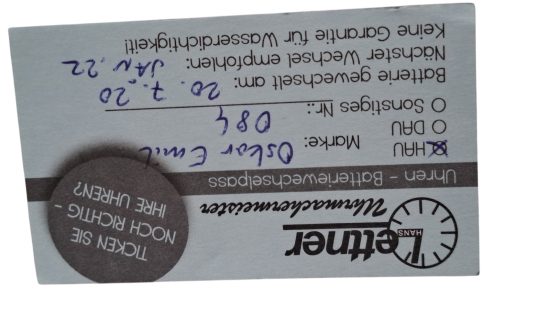 HANS
Lettner
Uhrmachermeister
TICKEN SIE
NOCH RICHTIG -
IHRE UHREN?
Uhren - Batteriewechselpass
HAU Marke: Oskar Emil
O DAU
O Sonstiges Nr.: 084
Batterie gewechselt am: 20. 7. 20
Nächster Wechsel empfohlen: JAN. 22
Keine Garantie für Wasserdichtigkeit!